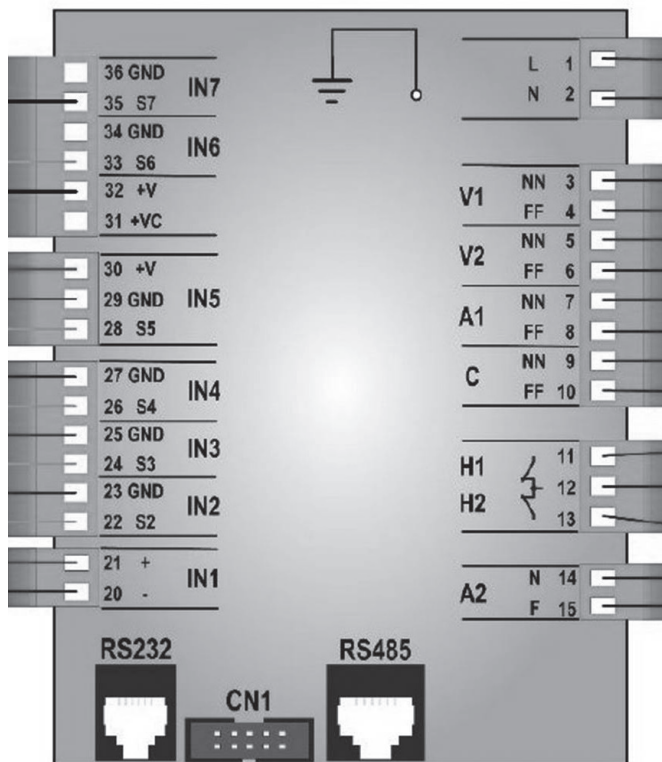 36 GND
35 S7
IN7
34 GND
33 S6
IN6
32 +V
31 +VC
30 +V
29 GND
28 S5
IN5
27 GND
26 S4
IN4
25 GND
24 S3
IN3
23 GND
22 S2
IN2
21 +
20 -
IN1
L 1
N 2
V1
NN 3
FF 4
V2
NN 5
FF 6
A1
NN 7
FF 8
C
NN 9
FF 10
H1
11
12
H2
13
A2
N 14
F 15
RS232
CN1
RS485